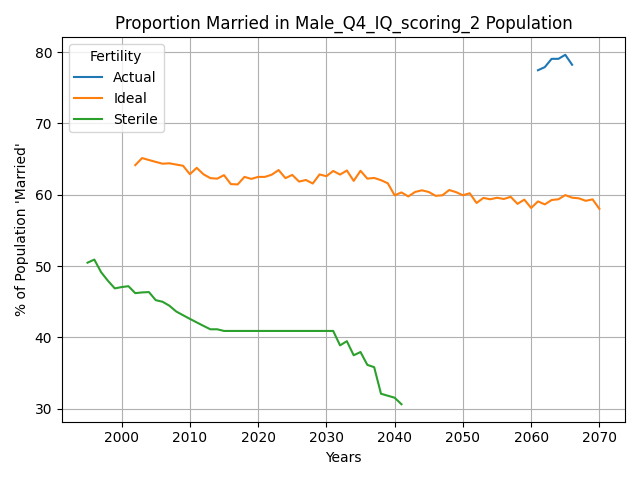 Proportion Married in Male_Q4_IQ_scoring_2 Population
Fertility
Actual
Ideal
Sterile
% of Population 'Married'
80
70
60
50
40
30
2000 2010 2020 2030 2040 2050 2060 2070
Years